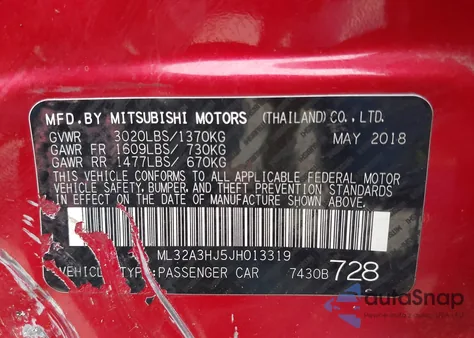 MFD.BY MITSUBISHI MOTORS (THAILAND) CO., LTD.
GVWR 3020LBS/1370KG MAY 2018
GAWR FR 1609LBS/ 730KG
GAWR RR 1477LBS/ 670KG
THIS VEHICLE CONFORMS TO ALL APPLICABLE FEDERAL MOTOR
VEHICLE SAFETY, BUMPER, AND THEFT PREVENTION STANDARDS
IN EFFECT ON THE DATE OF MANUFACTURE SHOWN ABOVE.
ML32A3HJ5JH013319
VEHICLE TYPE:PASSENGER CAR 7430B 728
AutoSnap